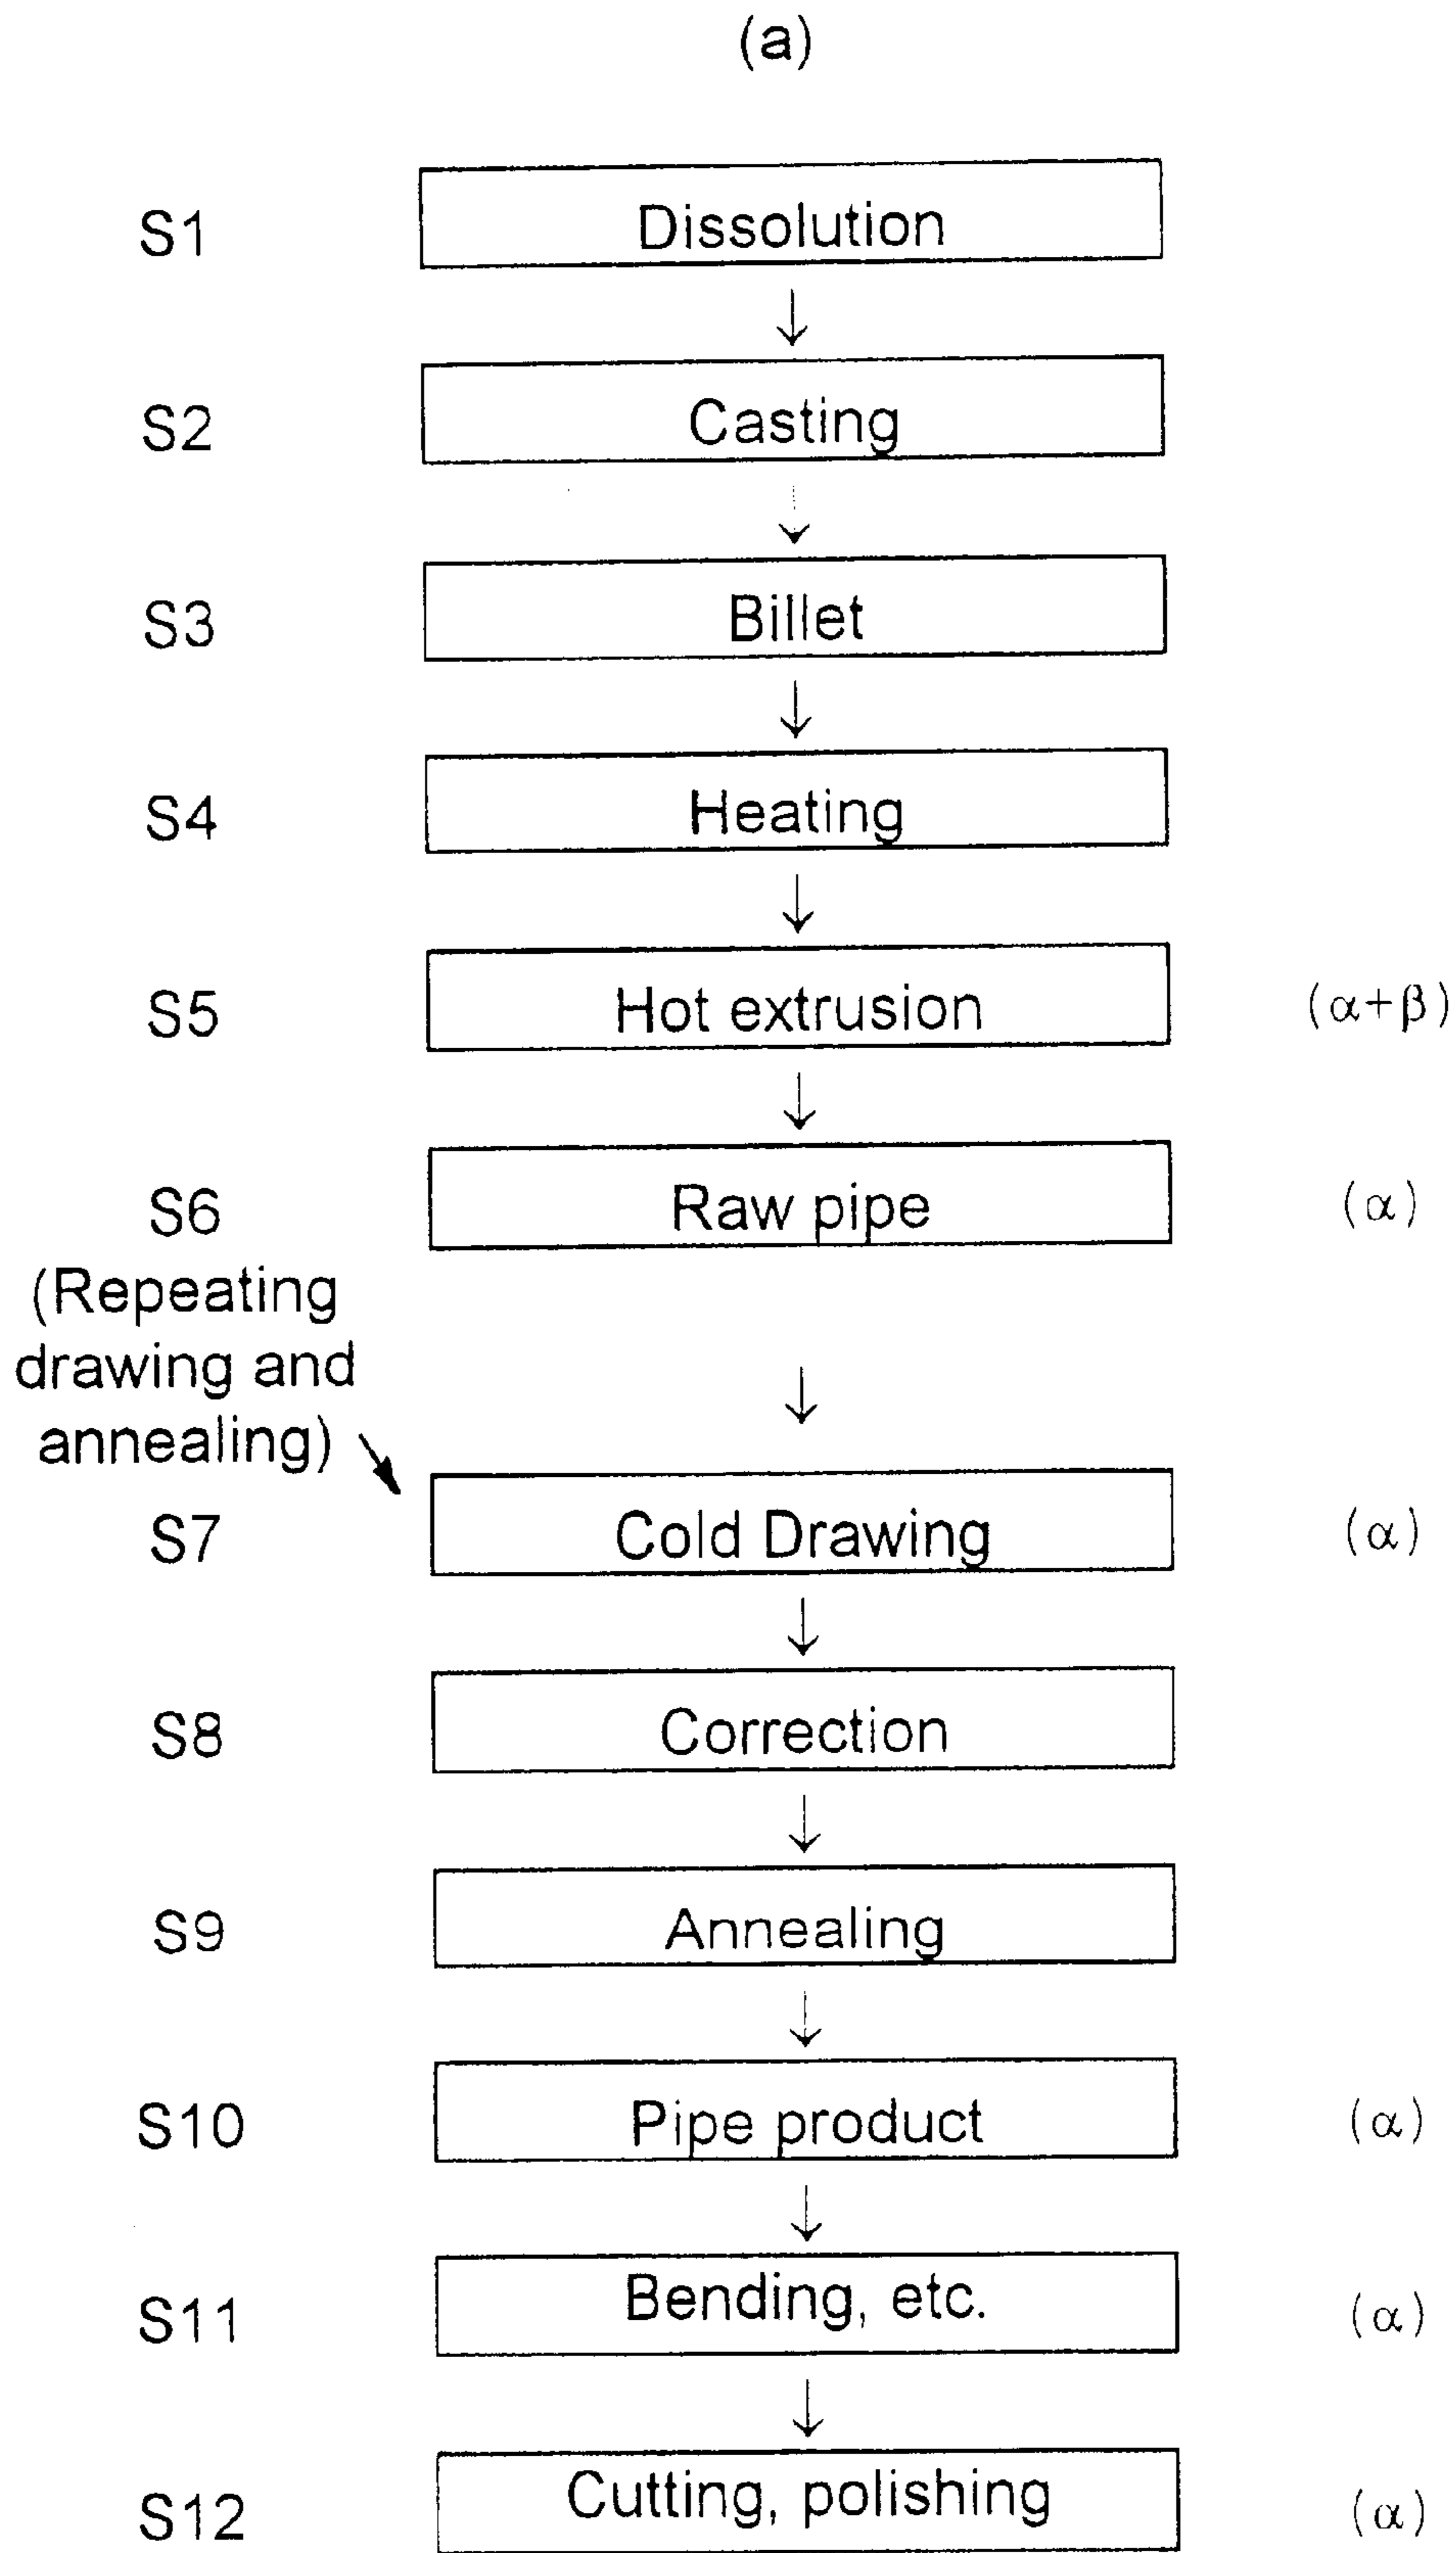 (a)
S1 Dissolution
S2 Casting
S3 Billet
S4 Heating
S5 Hot extrusion (α+β)
S6 Raw pipe (α)
(Repeating
drawing and
annealing)
S7 Cold Drawing (α)
S8 Correction
S9 Annealing
S10 Pipe product (α)
S11 Bending, etc. (α)
S12 Cutting, polishing (α)